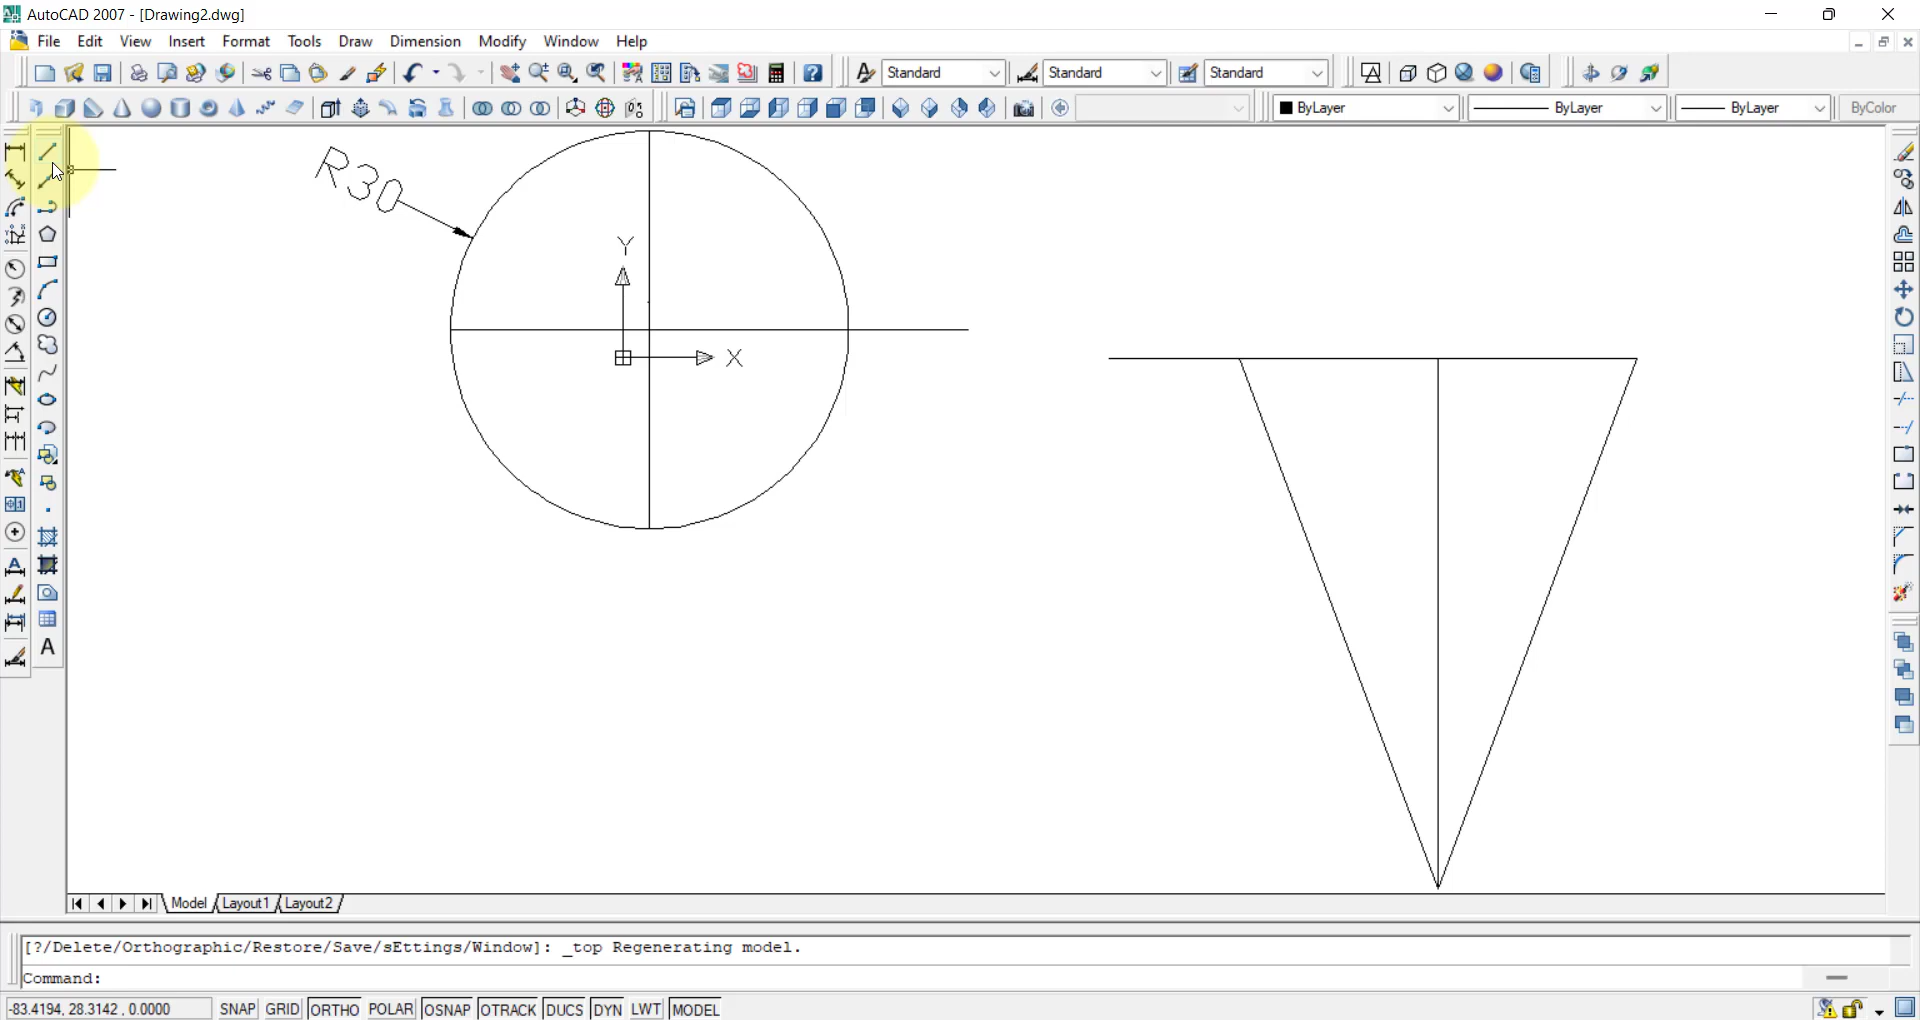 AutoCAD 2007 - [Drawing2.dwg]
File Edit View Insert Format Tools Draw Dimension Modify Window Help
Standard Standard Standard
ByLayer ByLayer ByLayer ByColor
R30
Y
X
Model Layout1 Layout2
[?/Delete/Orthographic/Restore/Save/sEttings/Window]: _top Regenerating model.
Command:
-83.4194, 28.3142 , 0.0000 SNAP GRID ORTHO POLAR OSNAP OTRACK DUCS DYN LWT MODEL